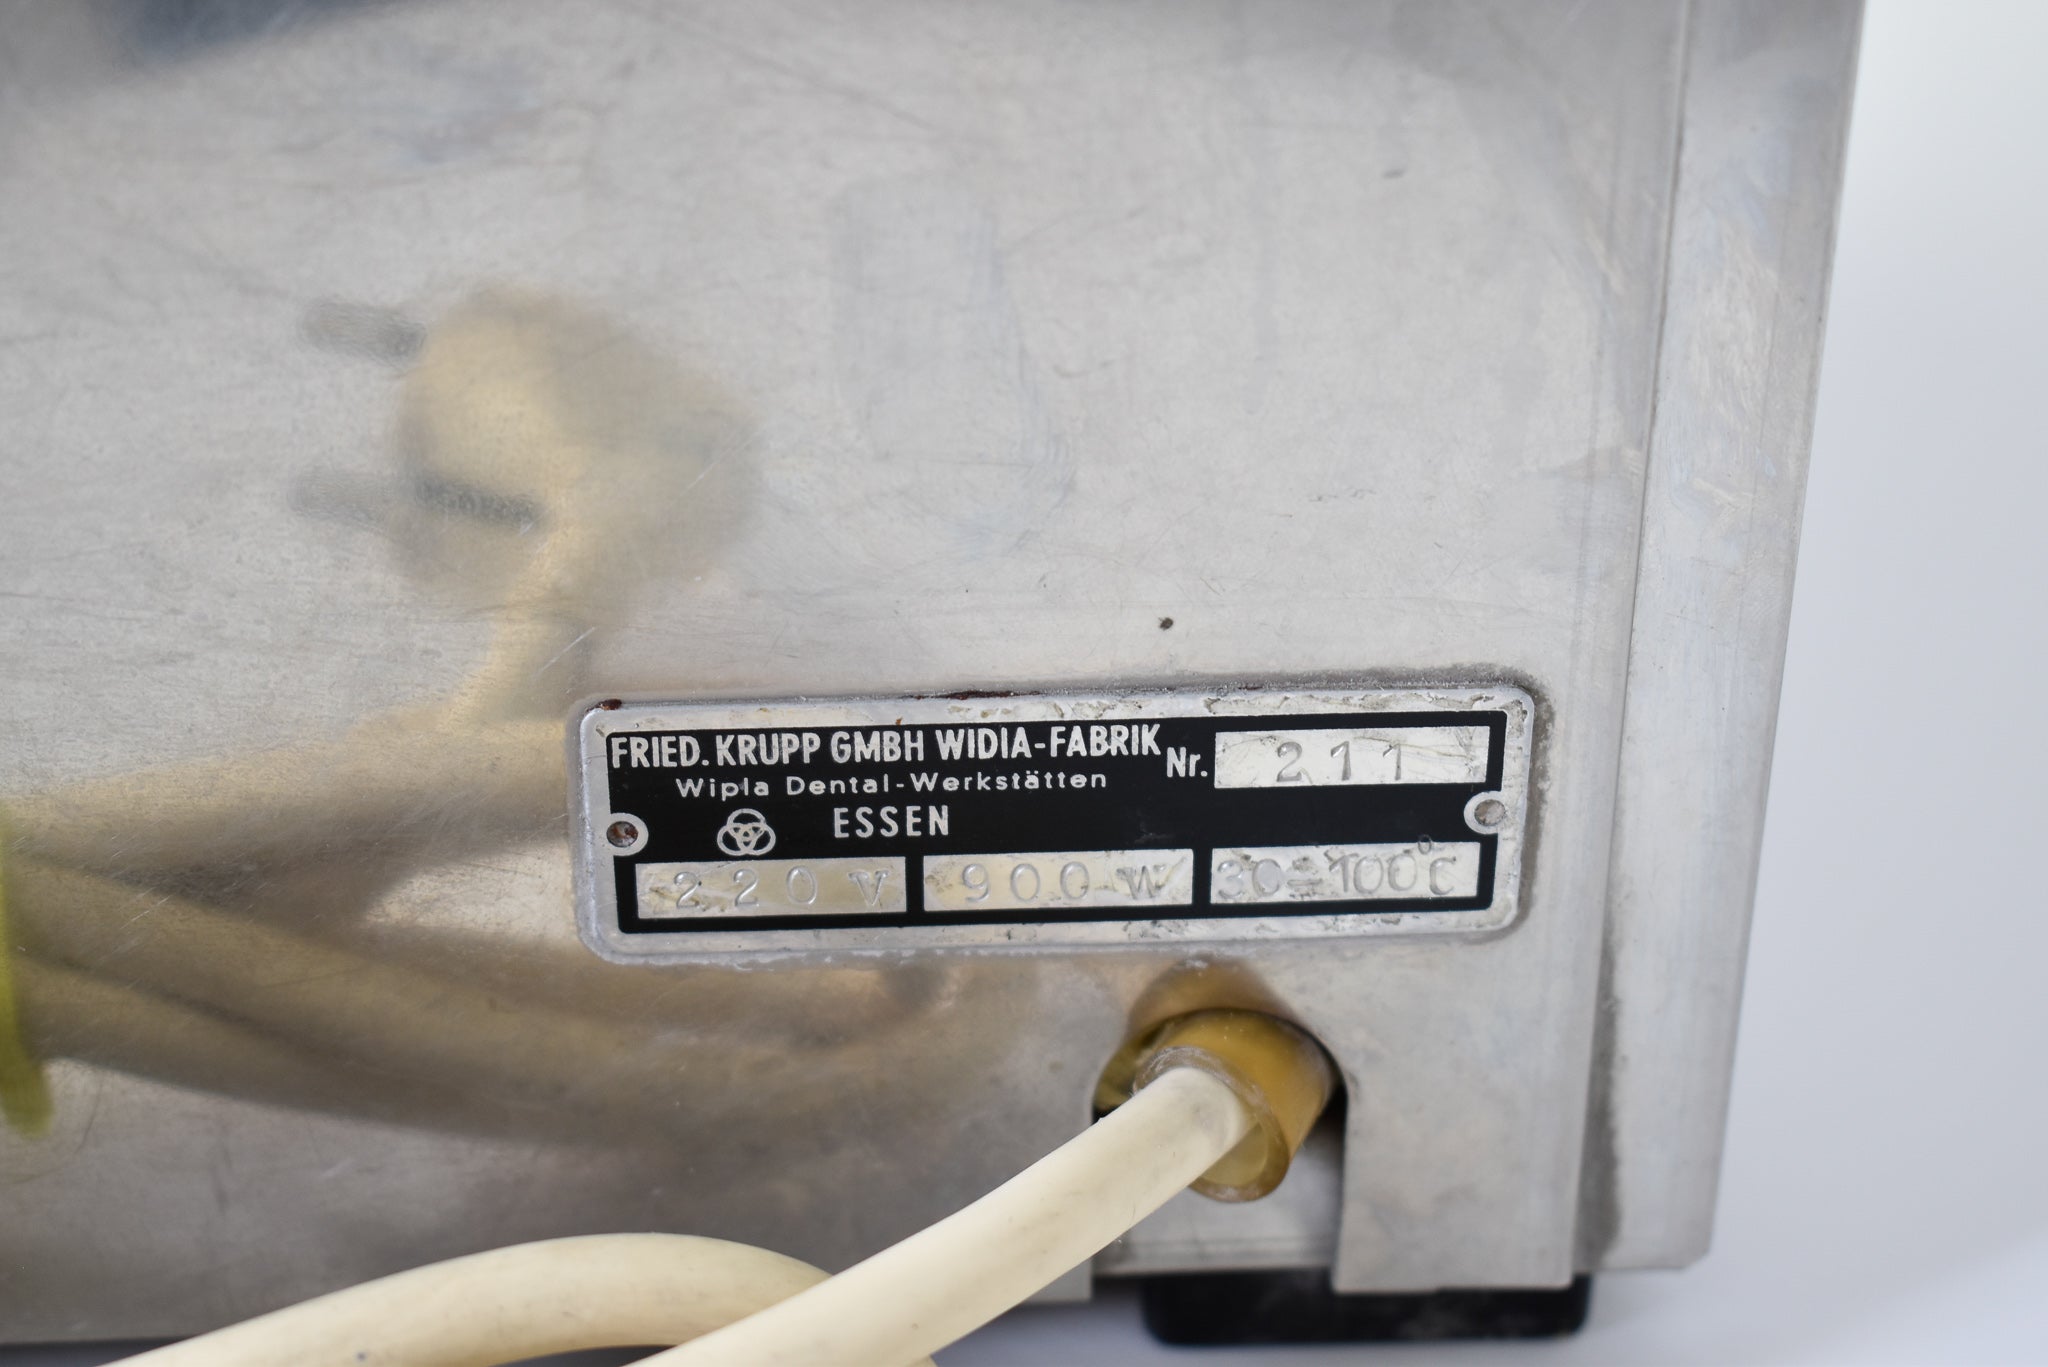 FRIED. KRUPP GMBH WIDIA-FABRIK Nr. 211
Wipla Dental-Werkstätten
ESSEN
220 V 900 W 30-100°C